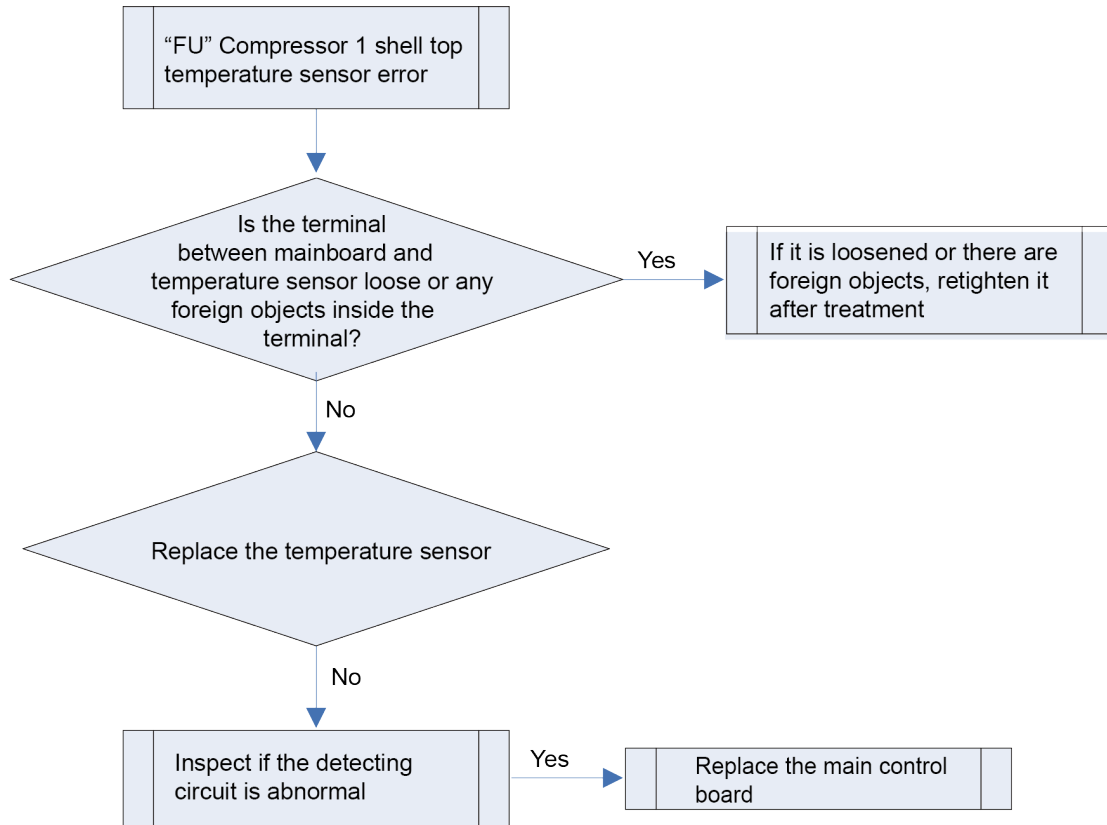 “FU” Compressor 1 shell top
temperature sensor error
Is the terminal
between mainboard and
temperature sensor loose or any
foreign objects inside the
terminal?
Yes
If it is loosened or there are
foreign objects, retighten it
after treatment
No
Replace the temperature sensor
No
Inspect if the detecting
circuit is abnormal
Yes
Replace the main control
board